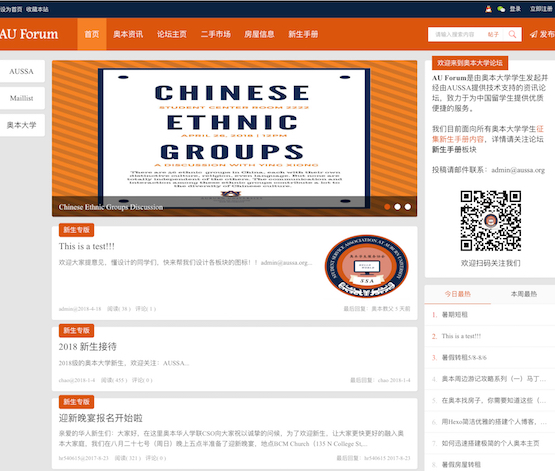 设为首页 收藏本站
登录
立即注册
AU Forum
首页
奥本资讯
论坛主页
二手市场
房屋信息
新生手册
请输入搜索内容
帖子
发布
AUSSA
Maillist
奥本大学
CHINESE
STUDENT CENTER ROOM 2222
ETHNIC
APRIL 26, 2018 | 12PM
GROUPS
A DISCUSSION WITH YING XIONG
There are 56 ethnic groups in China, each with their own
distinctive culture, region, even language. But none are
totally independent of the others. The communication and
interaction among these ethnic groups contribute a lot to
the diversity of Chinese culture.
Chinese Ethnic Groups Discussion
新生专版
This is a test!!!
欢迎大家提意见，懂设计的同学们，快来帮我们设计各板块的图标！！admin@aussa.org...
SSA
admin@2018-4-18 阅读( 38 ) 评论( 1 )
最后回复：奥本教父 5 天前
新生专版
2018 新生接待
2018级的奥本大学新生，欢迎关注：AUSSA...
chao@2018-1-4 阅读( 455 ) 评论( 0 )
最后回复：chao 2018-1-4
新生专版
迎新晚宴报名开始啦
亲爱的华人新生们：大家好，在这里奥本华人学联CSO向大家致以诚挚的问候，为了欢迎新生，让大家更快更好的融入奥
本大家庭，我们在八月二十七号（周日）晚上五点半准备了迎新晚宴，地点是CM Church（135 N College St...
hr540615@2017-8-23 阅读( 321 ) 评论( 0 )
最后回复：hr540615 2017-8-23
欢迎来到奥本大学论坛
AU Forum是由奥本大学学生发起并
经由AUSSA提供技术支持的资讯论
坛，致力于为中国留学生提供优质
便捷的服务。
我们目前面向所有奥本大学学生征
集新生手册内容，详情请关注论坛
新生手册板块
投稿请邮件联系：admin@aussa.org
欢迎扫码关注我们
今日最热
本周最热
1. 暑期短租
2. This is a test!!!
3. 暑假转租5/8-8/6
4. 奥本周边游记攻略系列（一）马丁…
5. 在奥本找房子，你需要知道这些（…
6. 用Hexo简洁优雅的搭建个人博客，…
7. 如何迅速搭建极简的个人奥本主页
8. 暑假房屋转租